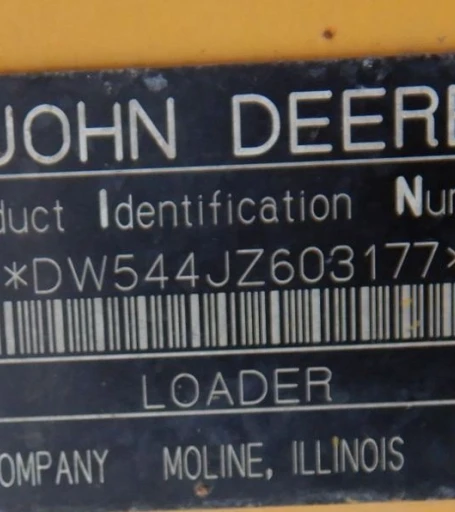 JOHN DEERE
duct Identification Nu
*DW544JZ603177*
LOADER
OMPANY MOLINE, ILLINOIS